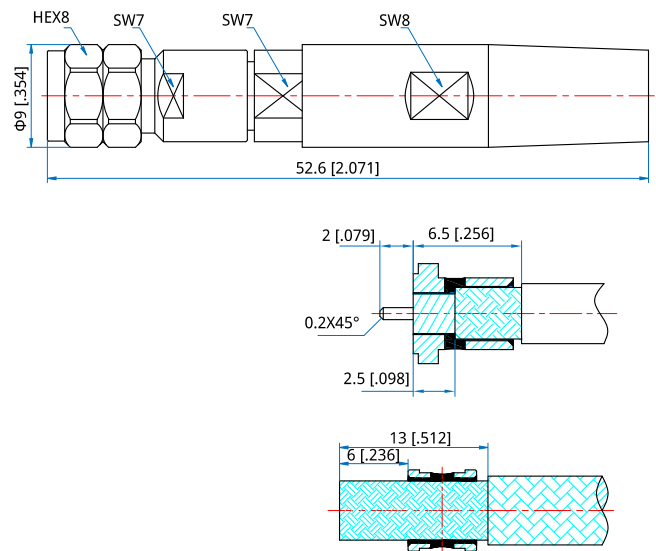 HEX8
SW7
SW7
SW8
Φ9 [.354]
52.6 [2.071]
2 [.079]
6.5 [.256]
0.2X45°
2.5 [.098]
13 [.512]
6 [.236]